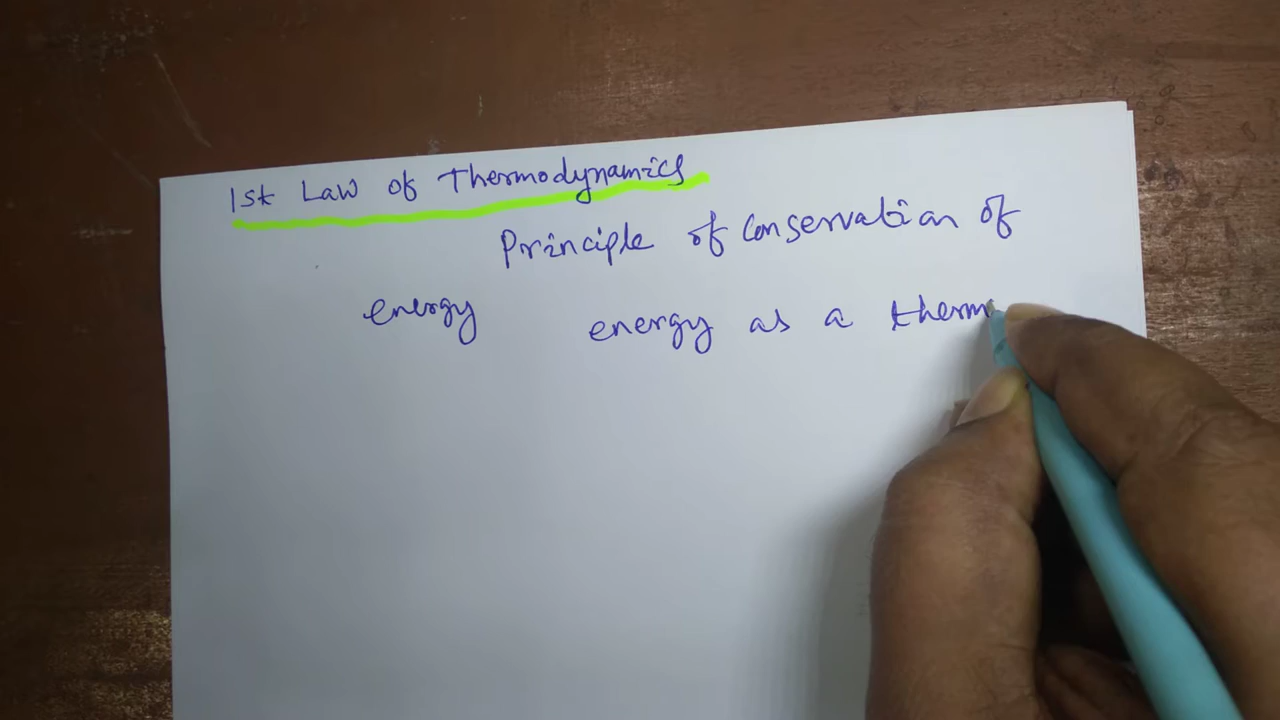 1st Law of Thermodynamics
Principle of Conservation of
energy energy as a therm